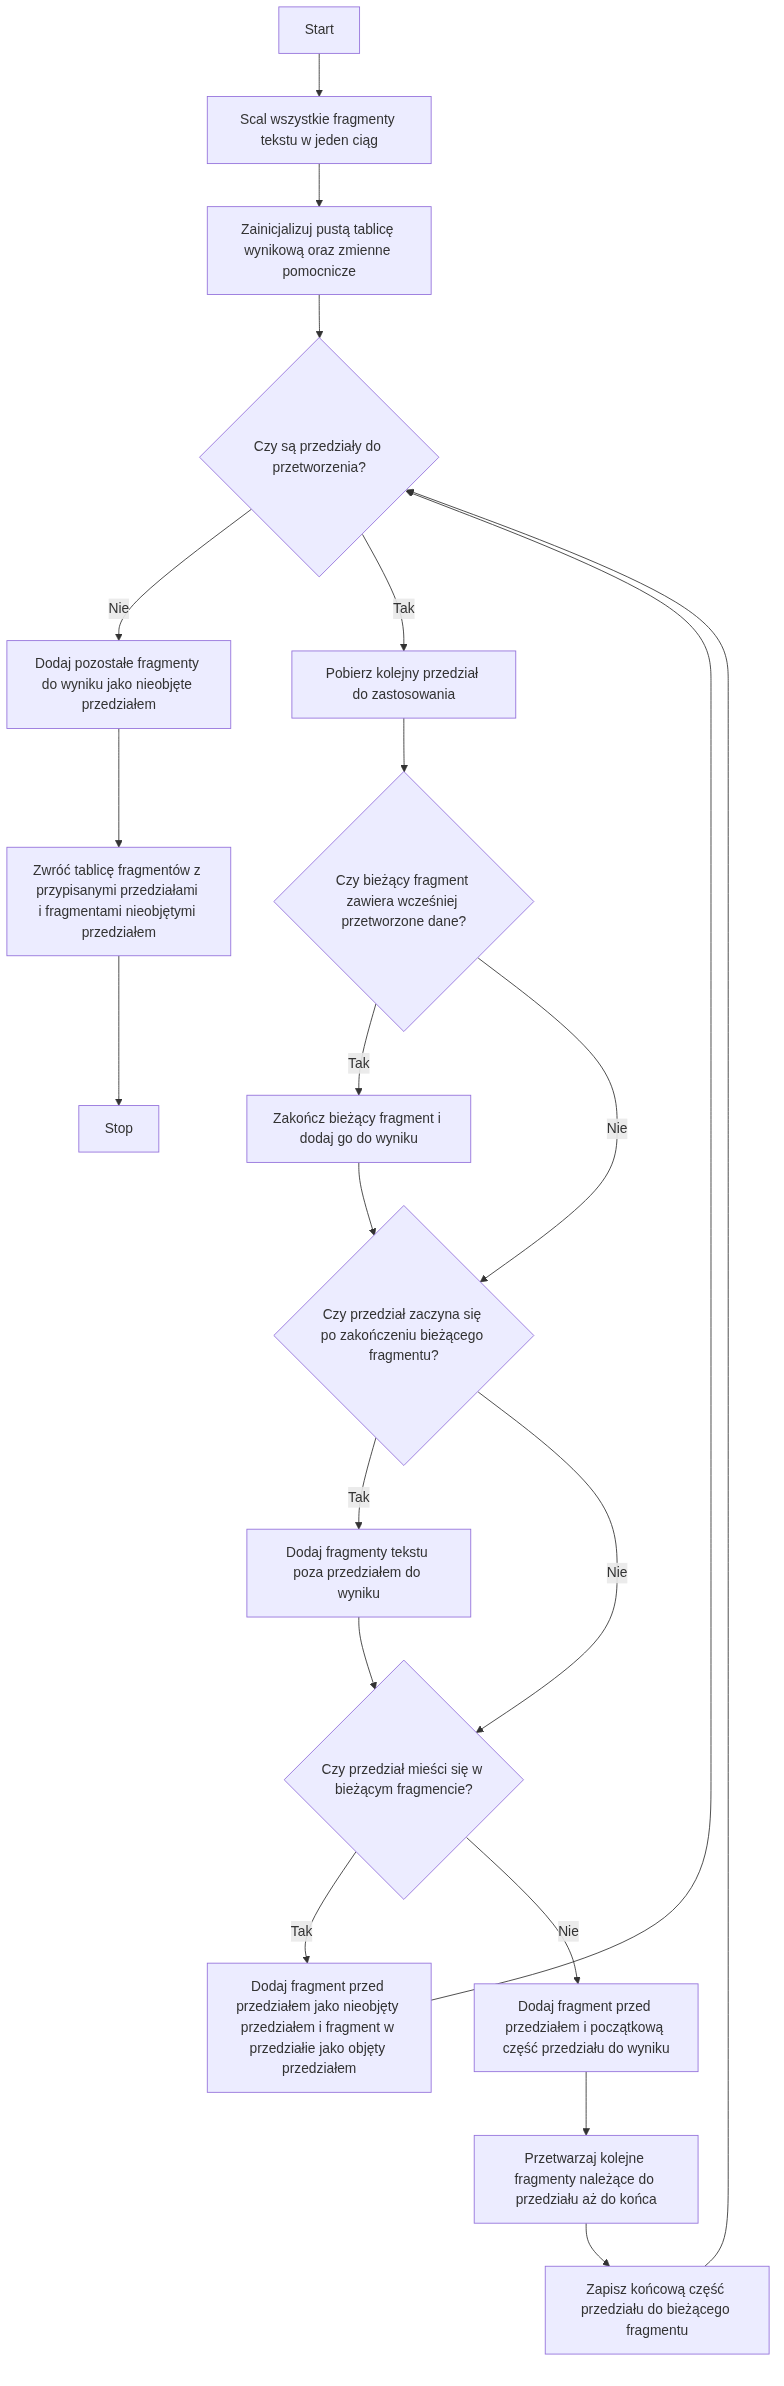 Start
Scal wszystkie fragmenty
tekstu w jeden ciąg
Zainicjalizuj pustą tablicę
wynikową oraz zmienne
pomocnicze
Czy są przedziały do
przetworzenia?
Nie
Tak
Dodaj pozostałe fragmenty
do wyniku jako nieobjęte
przedziałem
Pobierz kolejny przedział
do zastosowania
Zwróć tablicę fragmentów z
przypisanymi przedziałami
i fragmentami nieobjętymi
przedziałem
Czy bieżący fragment
zawiera wcześniej
przetworzone dane?
Tak
Zakończ bieżący fragment i
dodaj go do wyniku
Nie
Stop
Czy przedział zaczyna się
po zakończeniu bieżącego
fragmentu?
Tak
Dodaj fragmenty tekstu
poza przedziałem do
wyniku
Nie
Czy przedział mieści się w
bieżącym fragmencie?
Tak
Nie
Dodaj fragment przed
przedziałem jako nieobjęty
przedziałem i fragment w
przedziałie jako objęty
przedziałem
Dodaj fragment przed
przedziałem i początkową
część przedziału do wyniku
Przetwarzaj kolejne
fragmenty należące do
przedziału aż do końca
Zapisz końcową część
przedziału do bieżącego
fragmentu